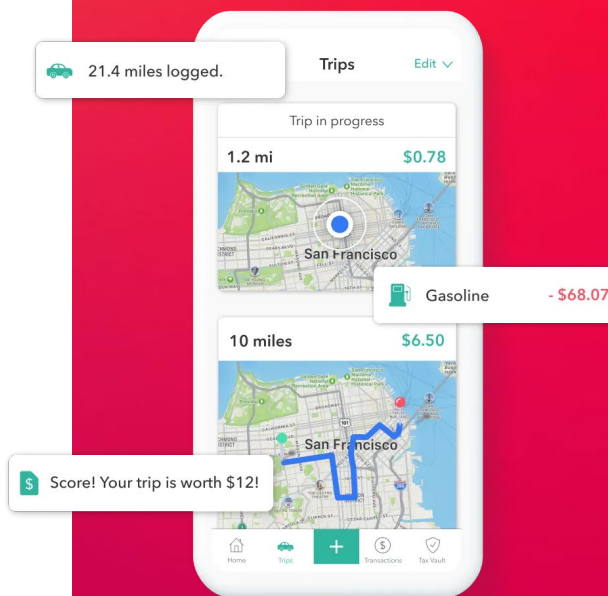 21.4 miles logged.
Trips
Edit
Trip in progress
1.2 mi
$0.78
San Francisco
Gasoline
- $68.07
10 miles
$6.50
101
San Francisco
Score! Your trip is worth $12!
$
Home
Trips
+
$
Transactions
Tax Vault